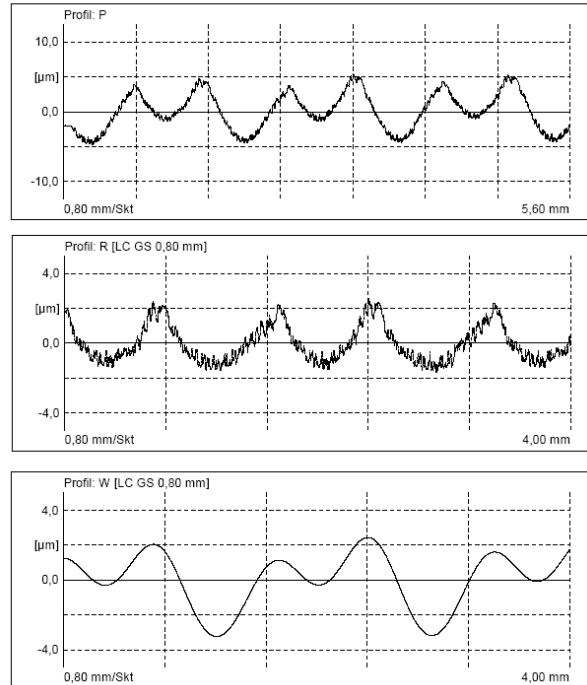 Profil: P
10,0
[µm]
0,0
-10,0
0,80 mm/Skt 5,60 mm
Profil: R [LC GS 0,80 mm]
4,0
[µm]
0,0
-4,0
0,80 mm/Skt 4,00 mm
Profil: W [LC GS 0,80 mm]
4,0
[µm]
0,0
-4,0
0,80 mm/Skt 4,00 mm